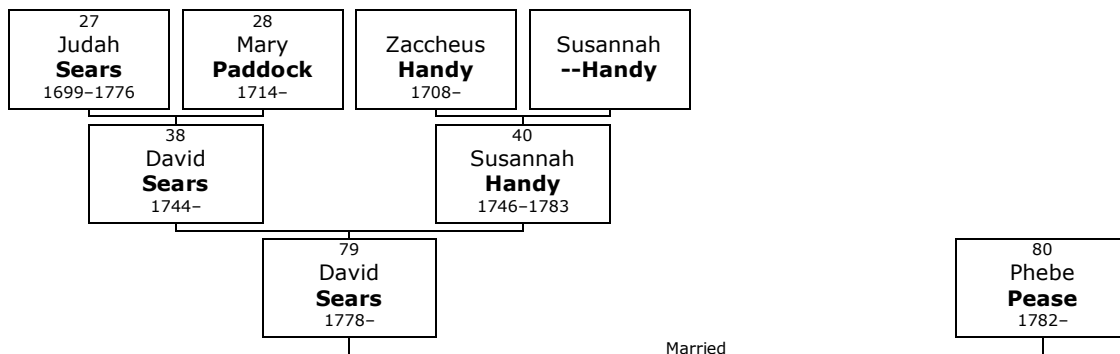 27
Judah
Sears
1699–1776
28
Mary
Paddock
1714–
Zaccheus
Handy
1708–
Susannah
--Handy
38
David
Sears
1744–
40
Susannah
Handy
1746–1783
79
David
Sears
1778–
80
Phebe
Pease
1782–
Married